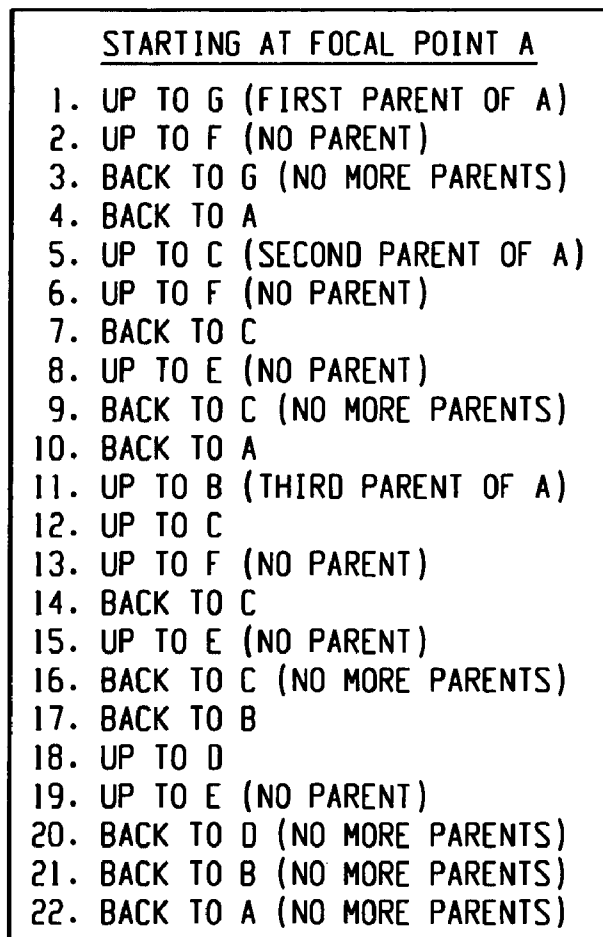 STARTING AT FOCAL POINT A
1. UP TO G (FIRST PARENT OF A)
2. UP TO F (NO PARENT)
3. BACK TO G (NO MORE PARENTS)
4. BACK TO A
5. UP TO C (SECOND PARENT OF A)
6. UP TO F (NO PARENT)
7. BACK TO C
8. UP TO E (NO PARENT)
9. BACK TO C (NO MORE PARENTS)
10. BACK TO A
11. UP TO B (THIRD PARENT OF A)
12. UP TO C
13. UP TO F (NO PARENT)
14. BACK TO C
15. UP TO E (NO PARENT)
16. BACK TO C (NO MORE PARENTS)
17. BACK TO B
18. UP TO D
19. UP TO E (NO PARENT)
20. BACK TO D (NO MORE PARENTS)
21. BACK TO B (NO MORE PARENTS)
22. BACK TO A (NO MORE PARENTS)